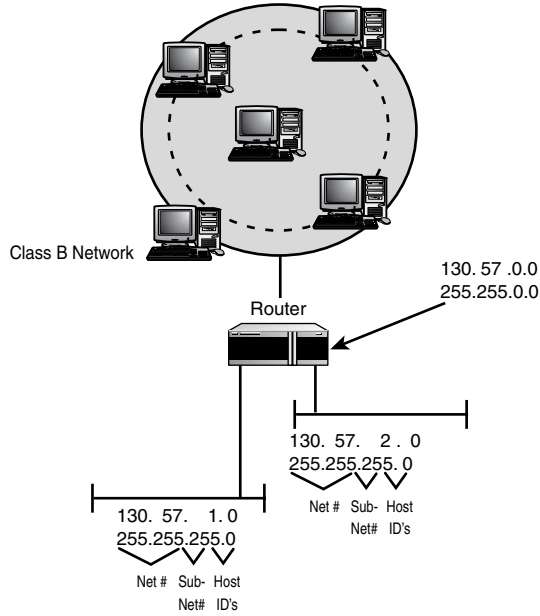 Class B Network
130. 57 .0.0
255.255.0.0
Router
130. 57. 2 . 0
255.255.255. 0
Net # Sub- Host
Net# ID's
130. 57. 1.0
255.255.255.0
Net # Sub- Host
Net# ID's